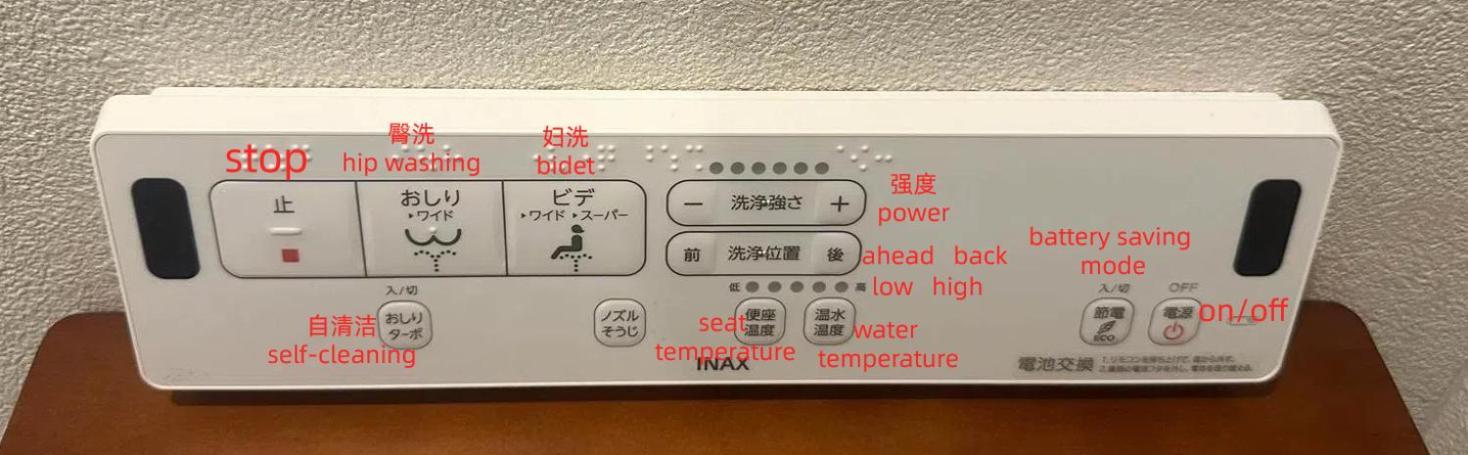 臀洗
妇洗
stop
hip washing
bidet
止
おしり
▸ワイド
ビデ
▸ワイド ▸スーパー
− 洗浄強さ ＋
强度
power
前 洗浄位置 後
ahead back
低 高
low high
battery saving
mode
入/切
入/切
OFF
自清洁
self-cleaning
おしり
ターボ
ノズル
そうじ
便座
温度
seat
temperature
温水
温度
water
temperature
節電
ECO
電源
on/off
INAX
電池交換